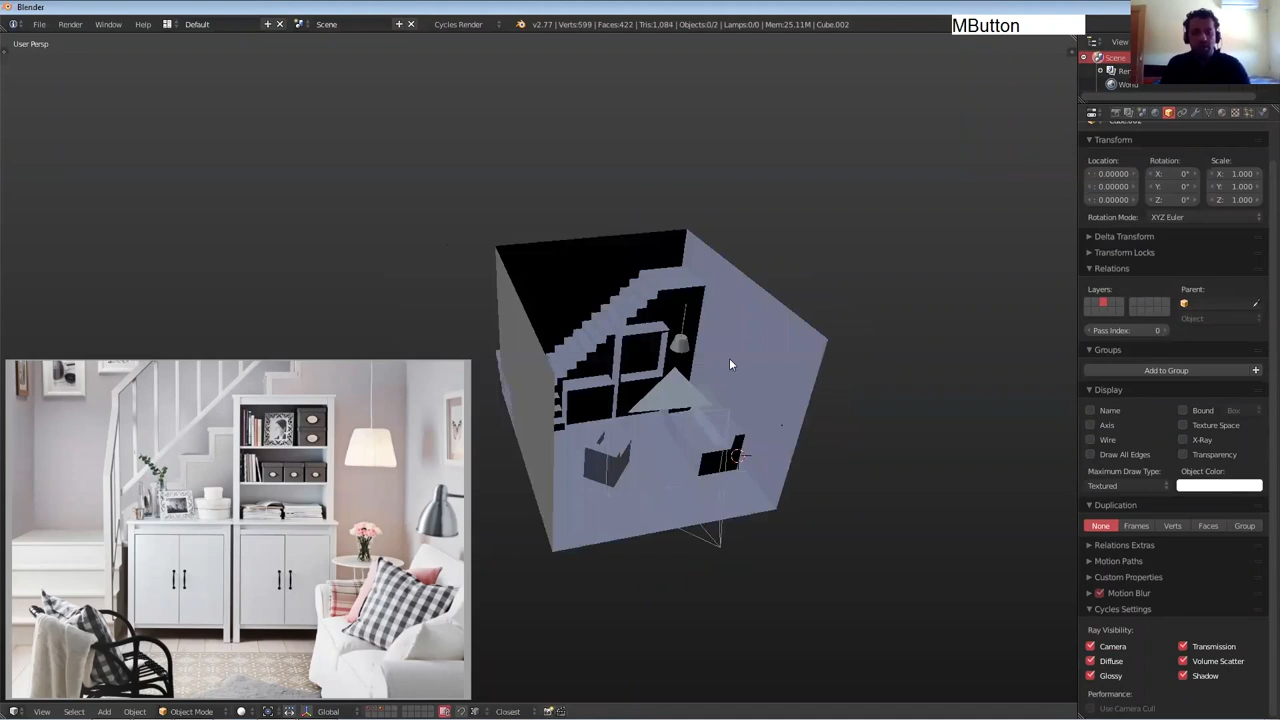 Blender
File
Render
Window
Help
Default
Scene
Cycles Render
v2.77 | Verts:599 | Faces:422 | Tris:1,084 | Objects:0/2 | Lamps:0/0 | Mem:25.11M | Cube.002
MButton
User Persp
View
Scene
Ren
World
Cube.002
Transform
Location:
Rotation:
Scale:
: 0.00000
X: 0°
X: 1.000
: 0.00000
Y: 0°
Y: 1.000
: 0.00000
Z: 0°
Z: 1.000
Rotation Mode:
XYZ Euler
Delta Transform
Transform Locks
Relations
Layers:
Parent:
Object:
Pass Index: 0
Groups
Add to Group
Display
Name
Bound
Box
Axis
Texture Space
Wire
X-Ray
Draw All Edges
Transparency
Maximum Draw Type:
Object Color:
Textured
Duplication
None
Frames
Verts
Faces
Group
Relations Extras
Motion Paths
Custom Properties
Motion Blur
Cycles Settings
Ray Visibility:
Camera
Transmission
Diffuse
Volume Scatter
Glossy
Shadow
Performance:
Use Camera Cull
View
Select
Add
Object
Object Mode
Global
Closest